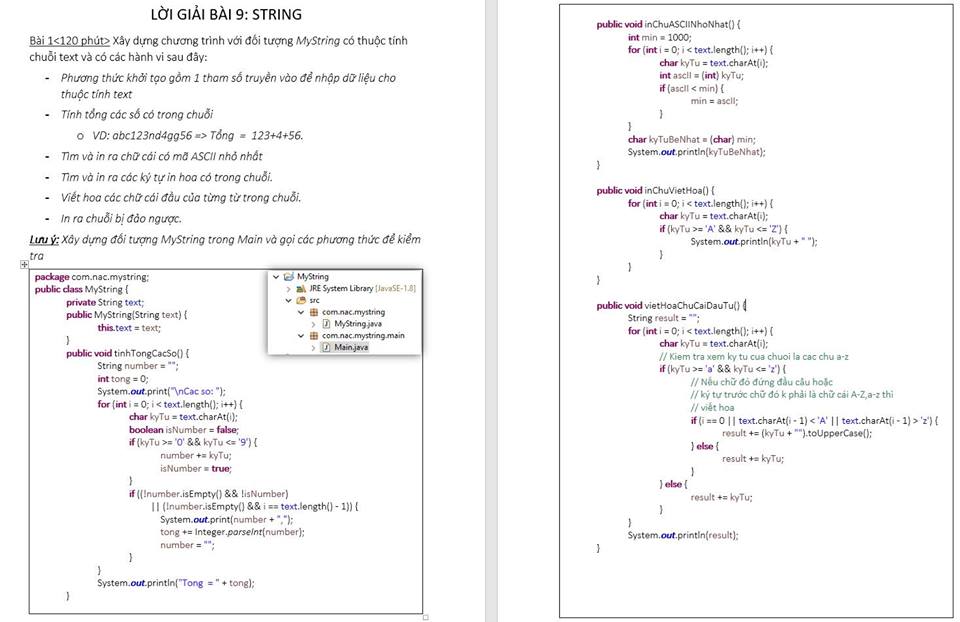 LỜI GIẢI BÀI 9: STRING
Bài 1<120 phút> Xây dựng chương trình với đối tượng MyString có thuộc tính
chuỗi text và có các hành vi sau đây:
- Phương thức khởi tạo gồm 1 tham số truyền vào để nhập dữ liệu cho
thuộc tính text
- Tính tổng các số có trong chuỗi
o VD: abc123nd4gg56 => Tổng = 123+4+56.
- Tìm và in ra chữ cái có mã ASCII nhỏ nhất
- Tìm và in ra các ký tự in hoa có trong chuỗi.
- Viết hoa các chữ cái đầu của từng từ trong chuỗi.
- In ra chuỗi bị đảo ngược.
Lưu ý: Xây dựng đối tượng MyString trong Main và gọi các phương thức để kiểm
tra
package com.nac.mystring;
public class MyString {
private String text;
public MyString(String text) {
this.text = text;
}
public void tinhTongCacSo() {
String number = "";
int tong = 0;
System.out.print("\nCac so: ");
for (int i = 0; i < text.length(); i++) {
char kyTu = text.charAt(i);
boolean isNumber = false;
if (kyTu >= '0' && kyTu <= '9') {
number += kyTu;
isNumber = true;
}
if ((!number.isEmpty() && !isNumber)
|| (!number.isEmpty() && i == text.length() - 1)) {
System.out.print(number + ",");
tong += Integer.parseInt(number);
number = "";
}
}
System.out.println("Tong = " + tong);
}
MyString
JRE System Library [JavaSE-1.8]
src
com.nac.mystring
MyString.java
com.nac.mystring.main
Main.java
public void inChuASCIINhoNhat() {
int min = 1000;
for (int i = 0; i < text.length(); i++) {
char kyTu = text.charAt(i);
int ascII = (int) kyTu;
if (ascII < min) {
min = ascII;
}
}
char kyTuBeNhat = (char) min;
System.out.println(kyTuBeNhat);
}
public void inChuVietHoa() {
for (int i = 0; i < text.length(); i++) {
char kyTu = text.charAt(i);
if (kyTu >= 'A' && kyTu <= 'Z') {
System.out.println(kyTu + " ");
}
}
}
public void vietHoaChuCaiDauTu() {
String result = "";
for (int i = 0; i < text.length(); i++) {
char kyTu = text.charAt(i);
// Kiem tra xem ky tu cua chuoi la cac chu a-z
if (kyTu >= 'a' && kyTu <= 'z') {
// Nếu chữ đó đứng đầu câu hoặc
// ký tự trước chữ đó k phải là chữ cái A-Z,a-z thì
// viết hoa
if (i == 0 || text.charAt(i - 1) < 'A' || text.charAt(i - 1) > 'z') {
result += (kyTu + "").toUpperCase();
} else {
result += kyTu;
}
} else {
result += kyTu;
}
}
System.out.println(result);
}